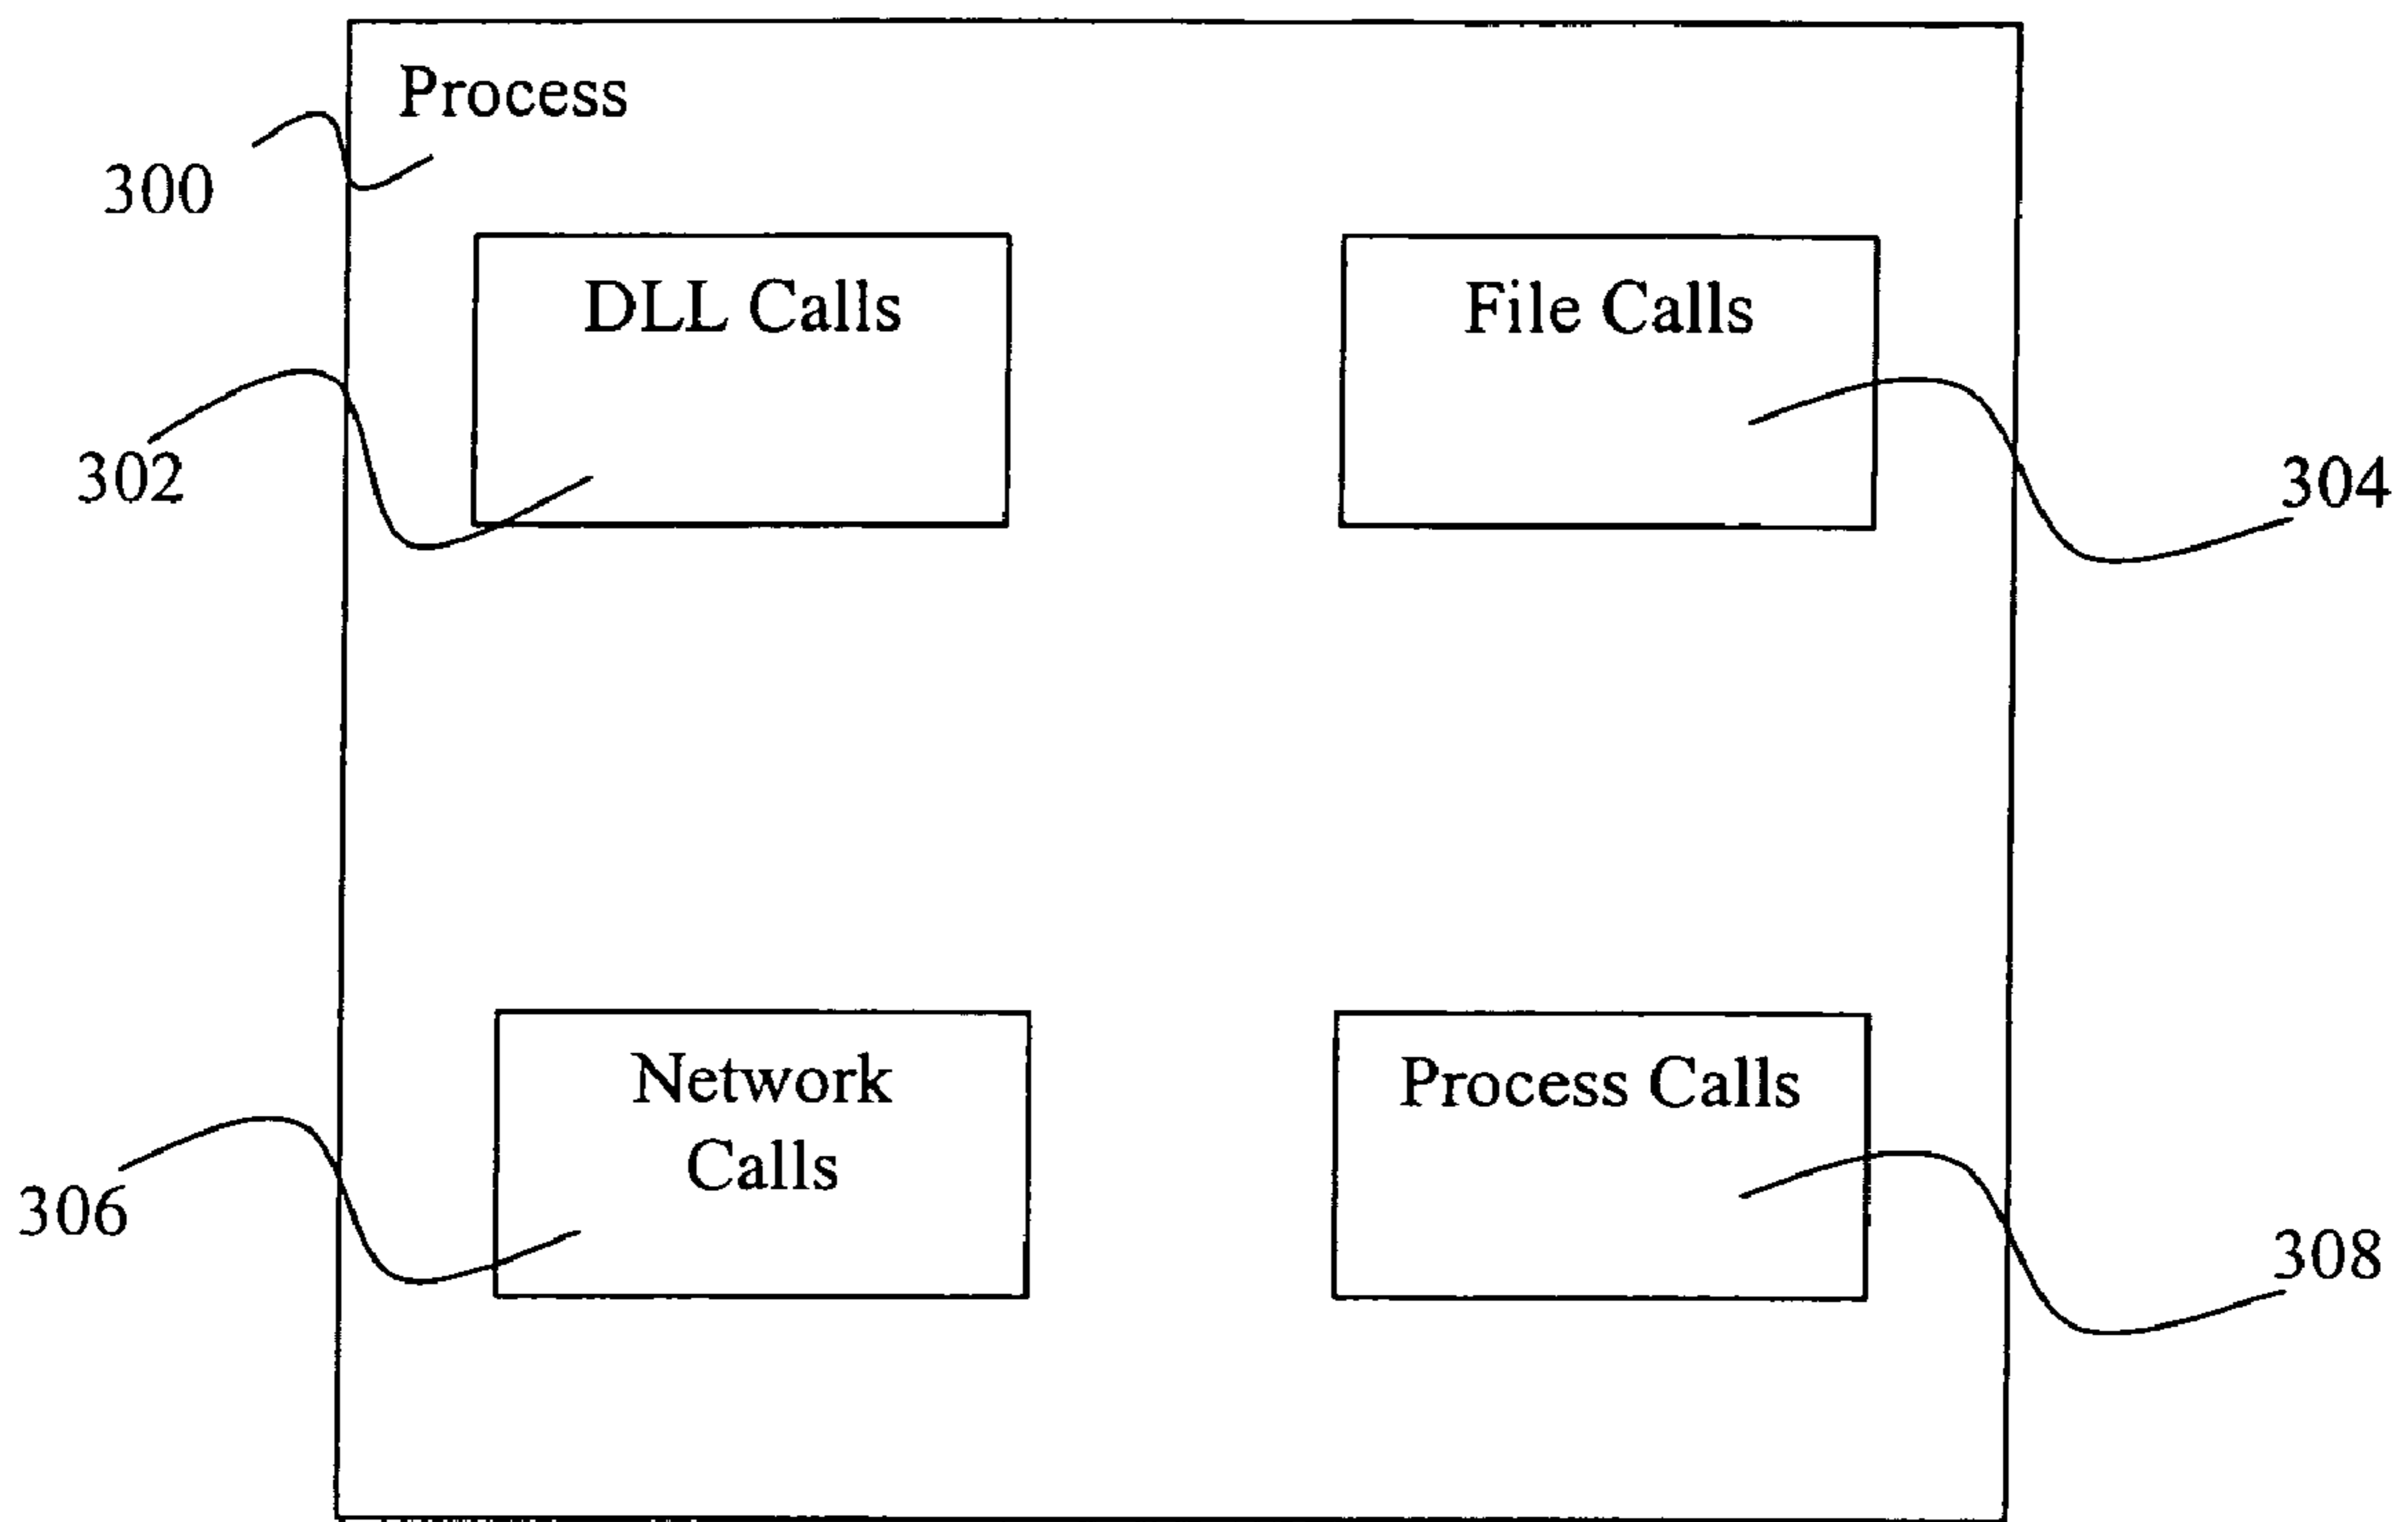 Process
300
DLL Calls
File Calls
302
304
Network
Calls
Process Calls
306
308